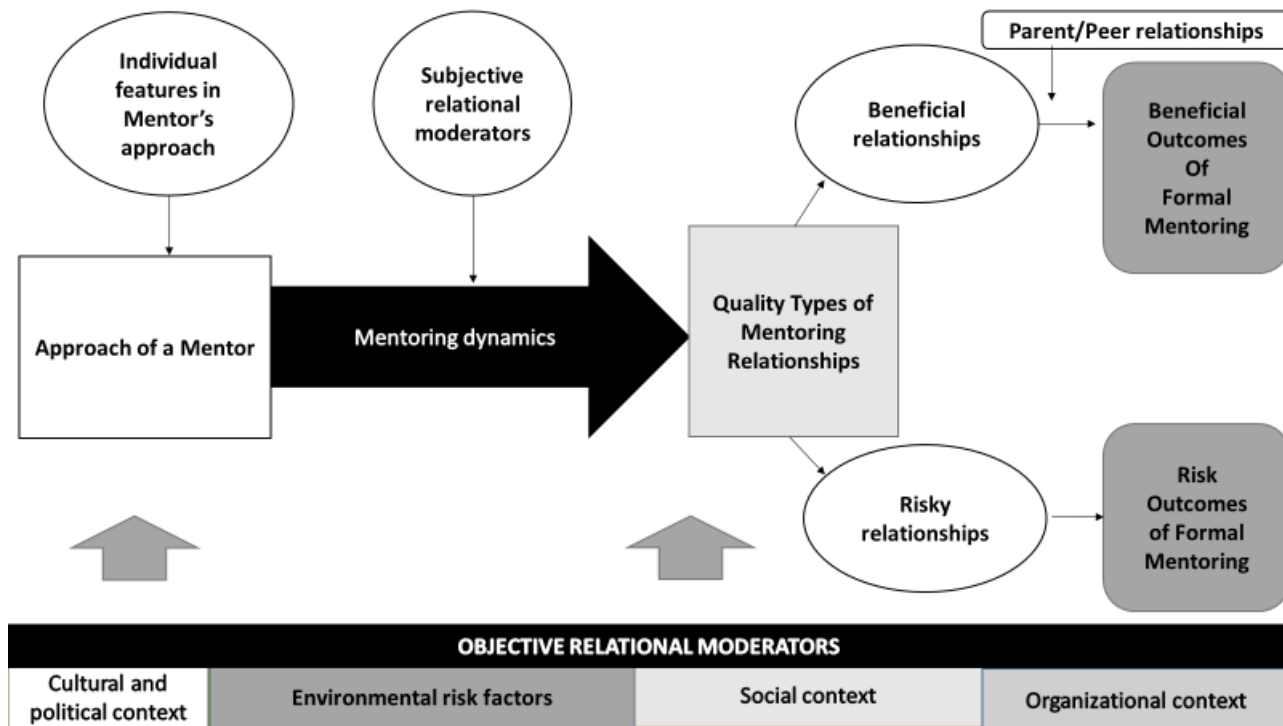 Individual
features in
Mentor's
approach
Subjective
relational
moderators
Parent/Peer relationships
Beneficial
relationships
Beneficial
Outcomes
Of
Formal
Mentoring
Approach of a Mentor
Mentoring dynamics
Quality Types of
Mentoring
Relationships
Risky
relationships
Risk
Outcomes
of Formal
Mentoring
OBJECTIVE RELATIONAL MODERATORS
Cultural and
political context
Environmental risk factors
Social context
Organizational context